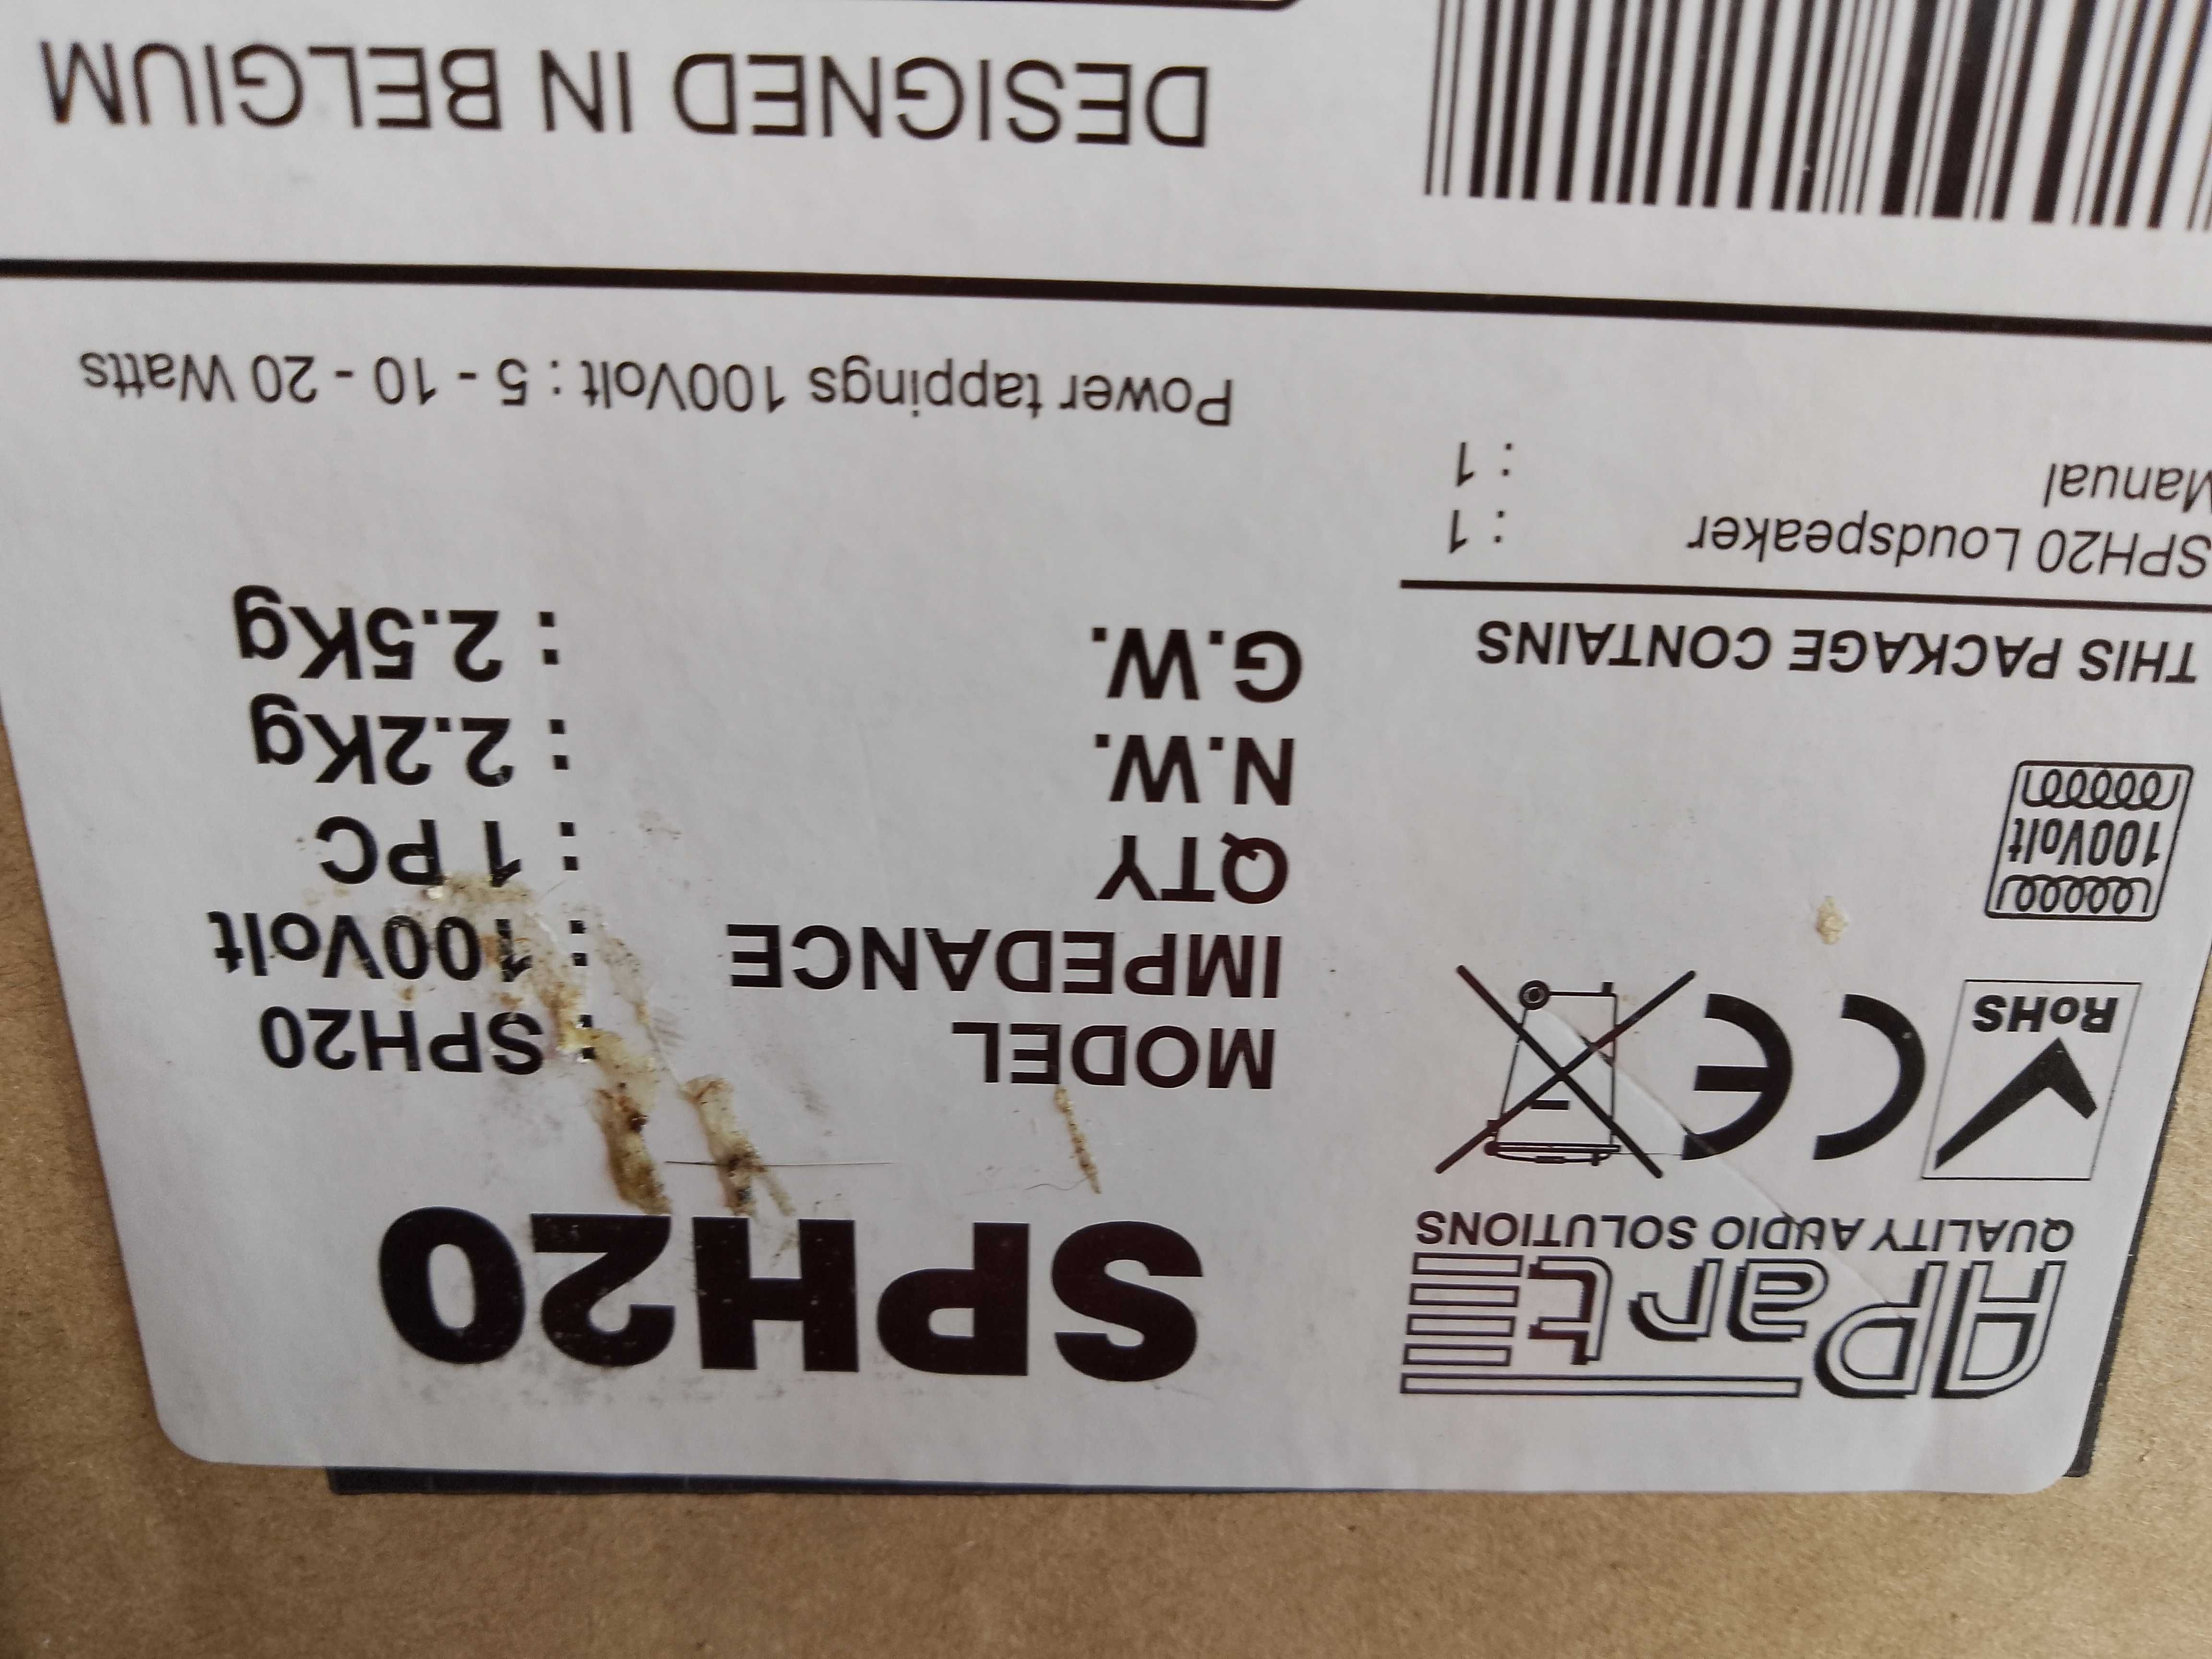 APart
QUALITY AUDIO SOLUTIONS
RoHS
CE
100Volt
THIS PACKAGE CONTAINS
SPH20 Loudspeaker : 1
Manual : 1
SPH20
MODEL : SPH20
IMPEDANCE : 100Volt
QTY : 1 PC
N.W. : 2.2Kg
G.W. : 2.5Kg
Power tappings 100Volt : 5 - 10 - 20 Watts
DESIGNED IN BELGIUM